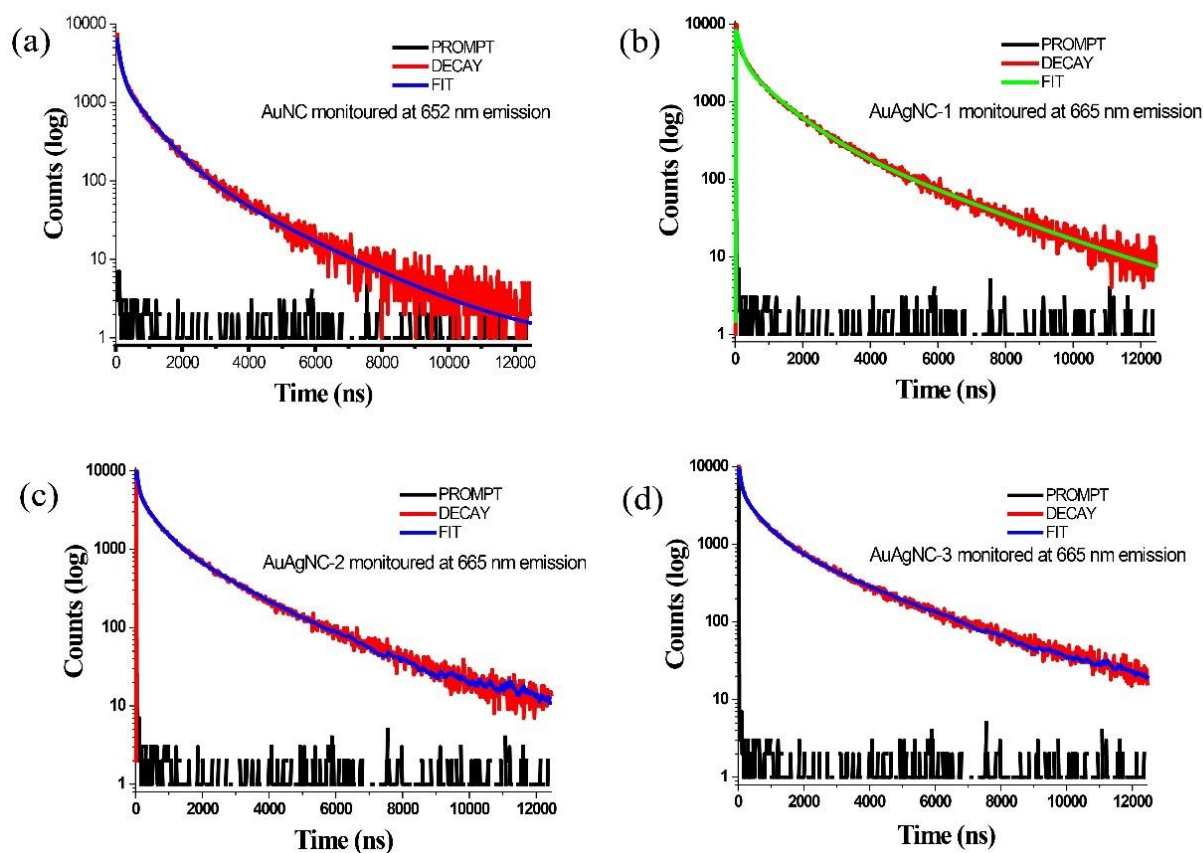 (a)
10000
1000
100
10
1
Counts (log)
PROMPT
DECAY
FIT
AuNC monitoured at 652 nm emission
0 2000 4000 6000 8000 10000 12000
Time (ns)
(b)
10000
1000
100
10
1
Counts (log)
PROMPT
DECAY
FIT
AuAgNC-1 monitoured at 665 nm emission
0 2000 4000 6000 8000 10000 12000
Time (ns)
(c)
10000
1000
100
10
1
Counts (log)
PROMPT
DECAY
FIT
AuAgNC-2 monitoured at 665 nm emission
0 2000 4000 6000 8000 10000 12000
Time (ns)
(d)
10000
1000
100
10
1
Counts (log)
PROMPT
DECAY
FIT
AuAgNC-3 monitored at 665 nm emission
0 2000 4000 6000 8000 10000 12000
Time (ns)